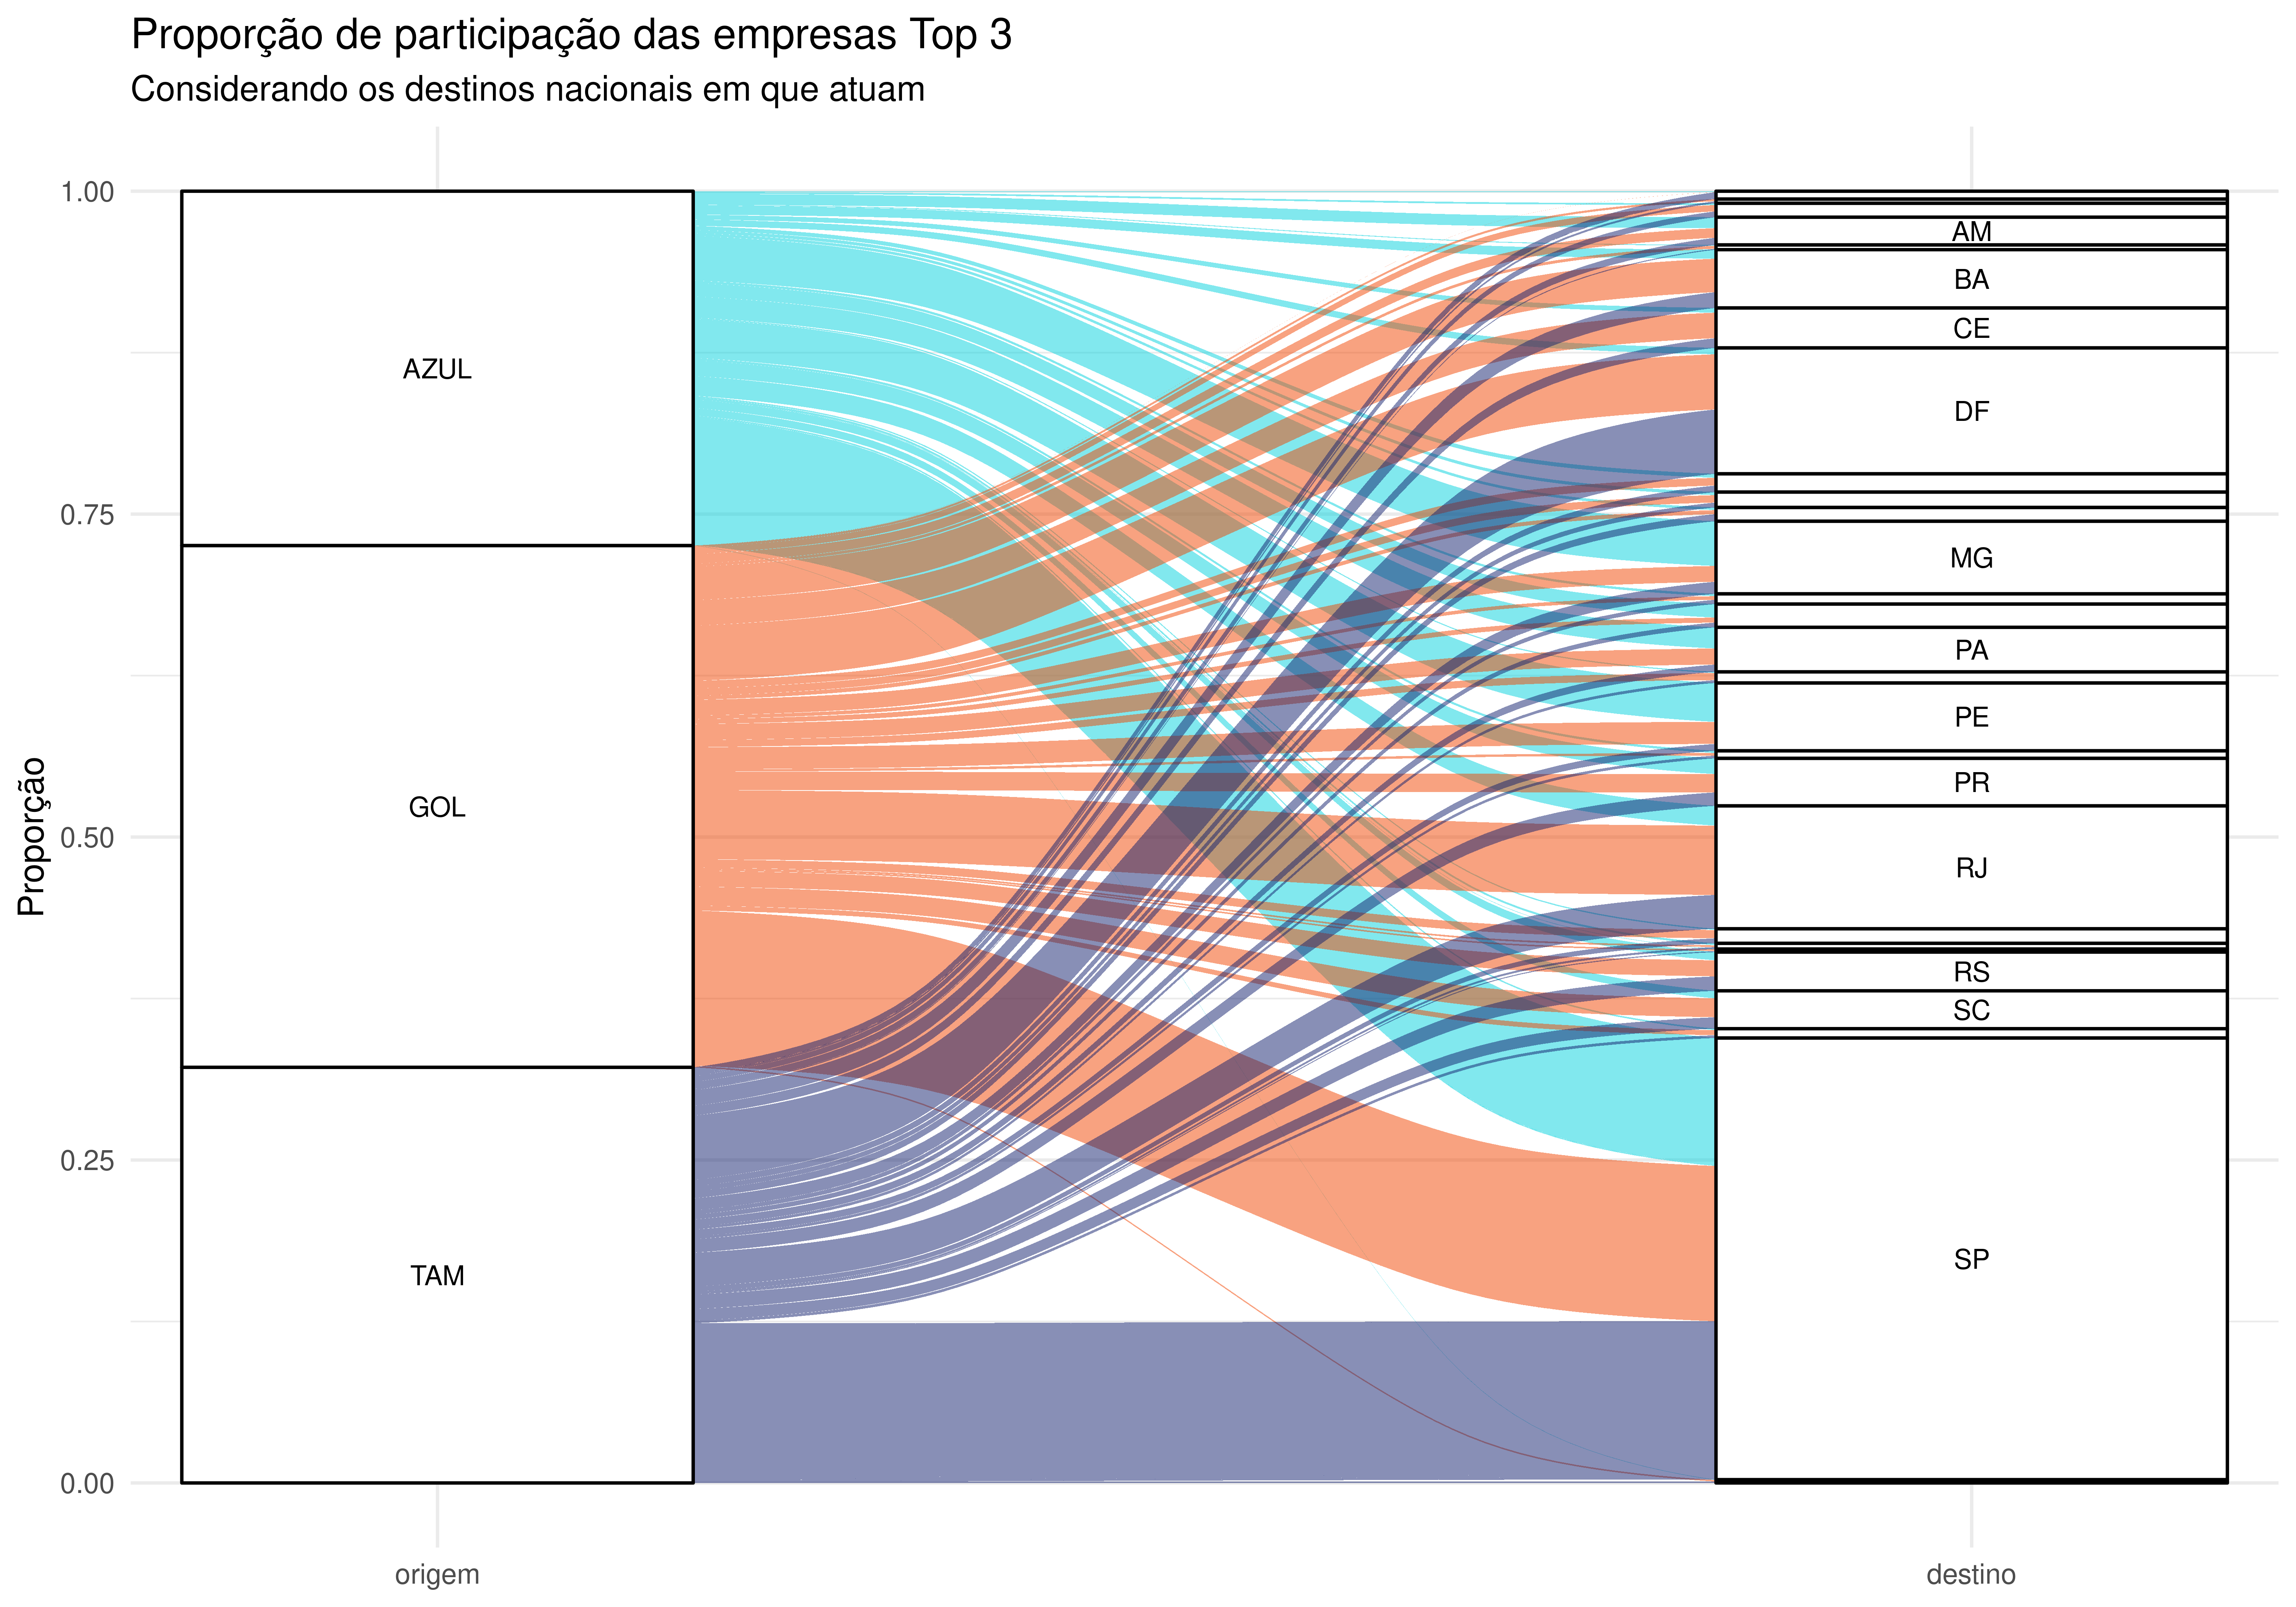 Proporção de participação das empresas Top 3
Considerando os destinos nacionais em que atuam
Proporção
1.00
0.75
0.50
0.25
0.00
AZUL
GOL
TAM
AM
BA
CE
DF
MG
PA
PE
PR
RJ
RS
SC
SP
origem
destino